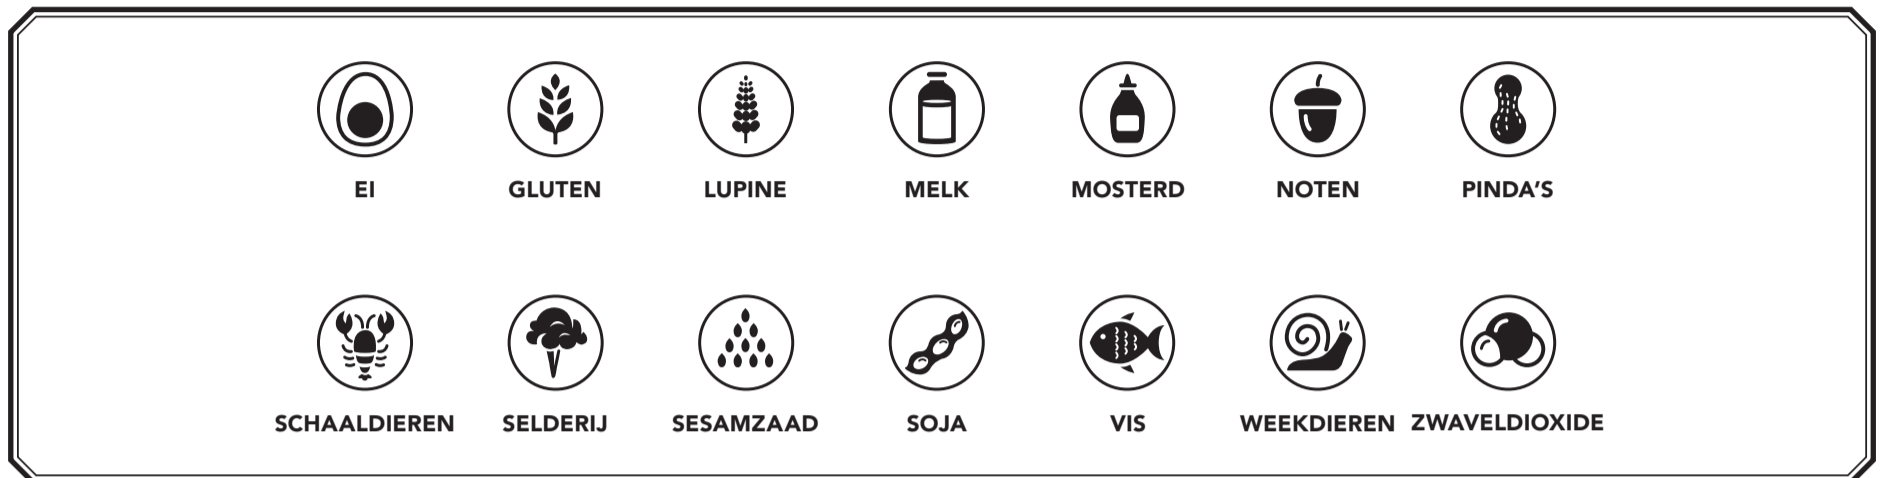 EI GLUTEN LUPINE MELK MOSTERD NOTEN PINDA'S
SCHAALDIEREN SELDERIJ SESAMZAAD SOJA VIS WEEKDIEREN ZWAVELDIOXIDE